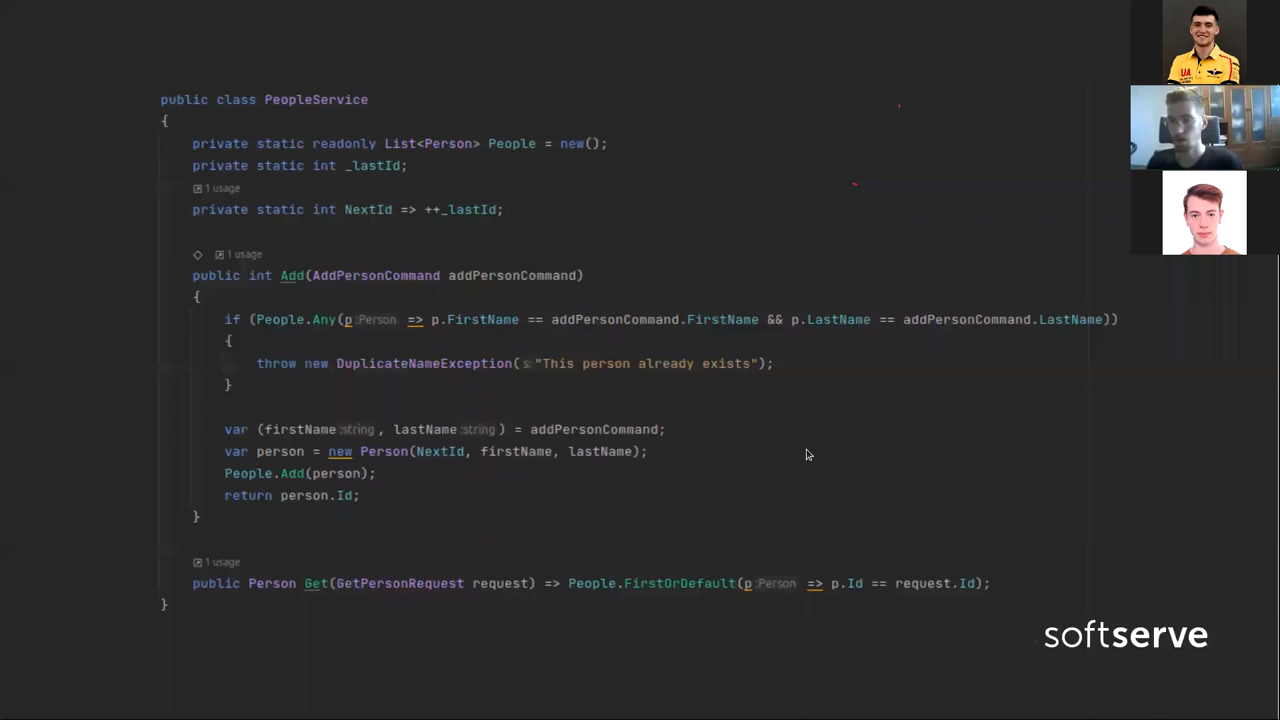 public class PeopleService
{
private static readonly List<Person> People = new();
private static int _lastId;
1 usage
private static int NextId => ++_lastId;
1 usage
public int Add(AddPersonCommand addPersonCommand)
{
if (People.Any(p :Person => p.FirstName == addPersonCommand.FirstName && p.LastName == addPersonCommand.LastName))
{
throw new DuplicateNameException( s: "This person already exists");
}
var (firstName :string , lastName :string ) = addPersonCommand;
var person = new Person(NextId, firstName, lastName);
People.Add(person);
return person.Id;
}
1 usage
public Person Get(GetPersonRequest request) => People.FirstOrDefault(p :Person => p.Id == request.Id);
}
softserve
UA